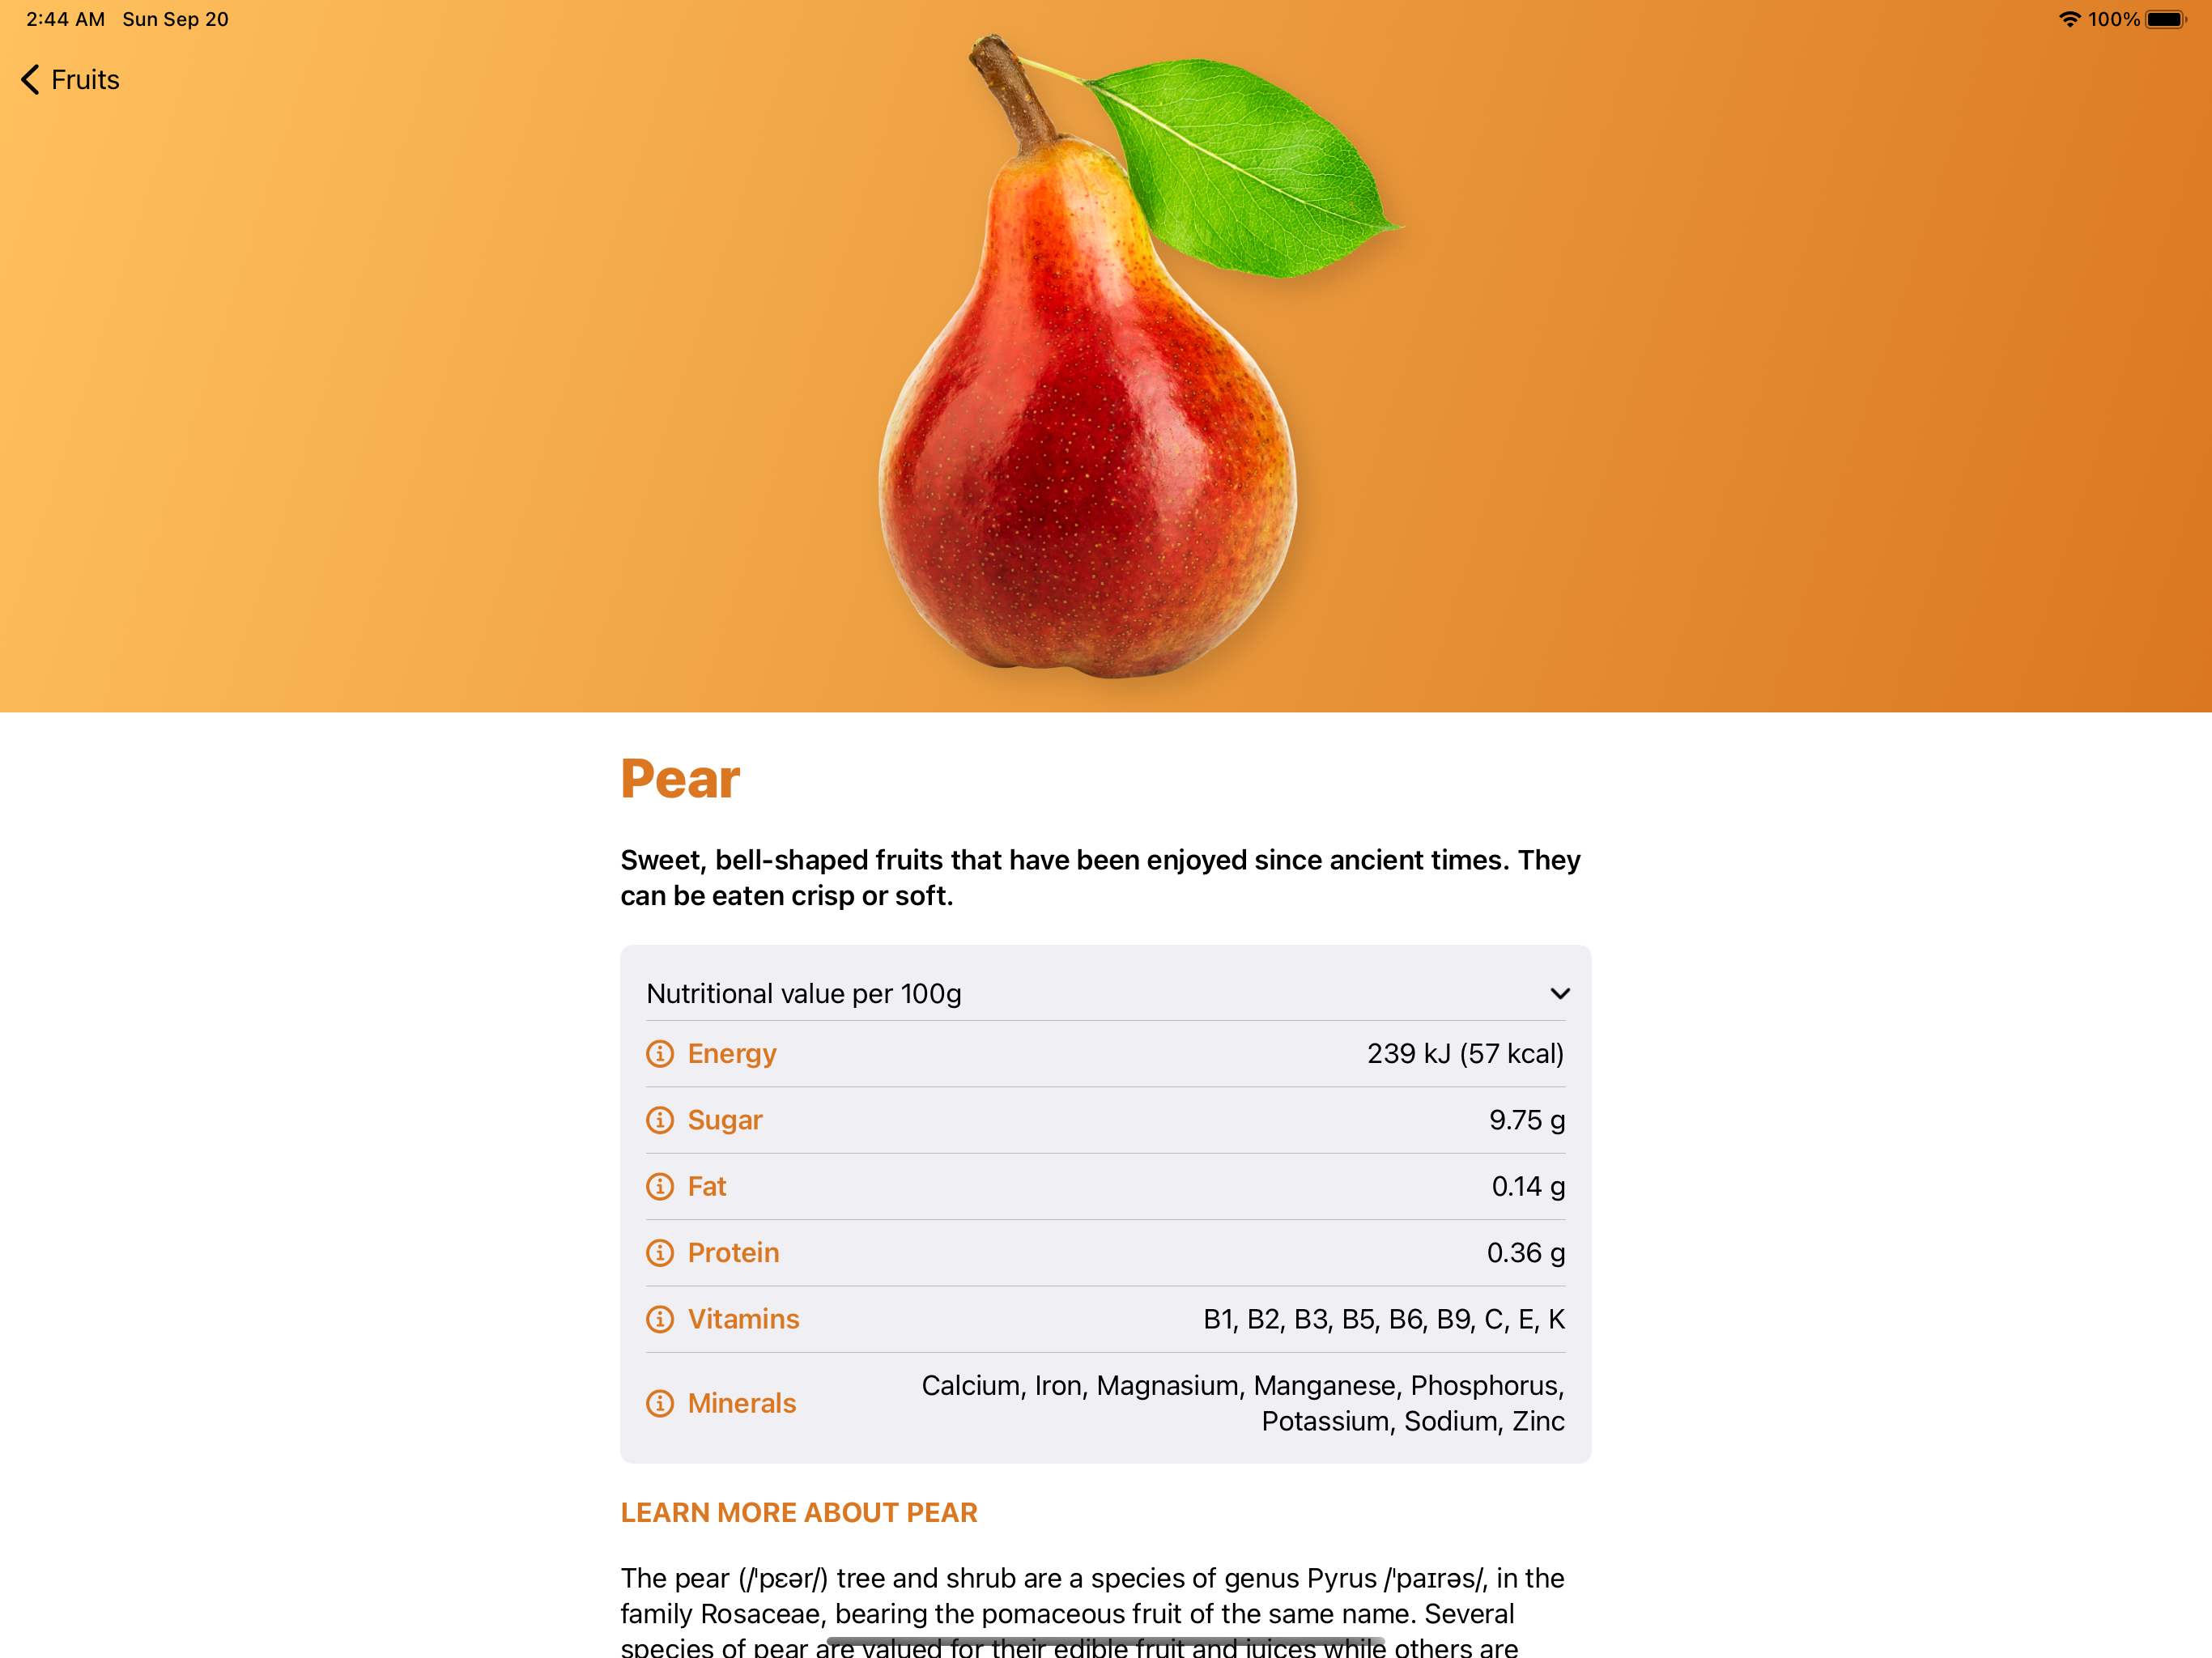 2:44 AM Sun Sep 20
100%
Fruits
Pear
Sweet, bell-shaped fruits that have been enjoyed since ancient times. They
can be eaten crisp or soft.
Nutritional value per 100g
Energy 239 kJ (57 kcal)
Sugar 9.75 g
Fat 0.14 g
Protein 0.36 g
Vitamins B1, B2, B3, B5, B6, B9, C, E, K
Minerals Calcium, Iron, Magnasium, Manganese, Phosphorus,
Potassium, Sodium, Zinc
LEARN MORE ABOUT PEAR
The pear (/ˈpɛər/) tree and shrub are a species of genus Pyrus /ˈpaɪrəs/, in the
family Rosaceae, bearing the pomaceous fruit of the same name. Several
species of pear are valued for their edible fruit and juices while others are